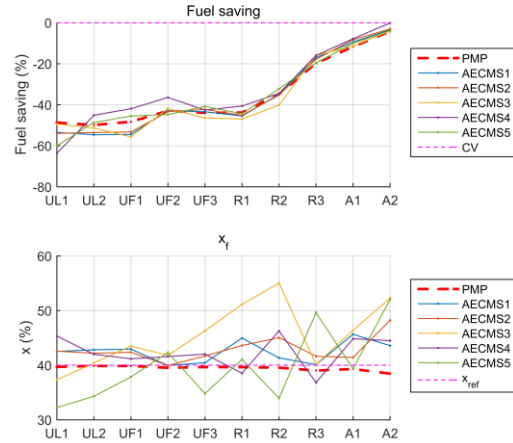 Fuel saving
0
-20
-40
-60
-80
Fuel saving (%)
UL1 UL2 UF1 UF2 UF3 R1 R2 R3 A1 A2
PMP
AECMS1
AECMS2
AECMS3
AECMS4
AECMS5
CV
x_f
60
50
40
30
x (%)
UL1 UL2 UF1 UF2 UF3 R1 R2 R3 A1 A2
PMP
AECMS1
AECMS2
AECMS3
AECMS4
AECMS5
x_ref